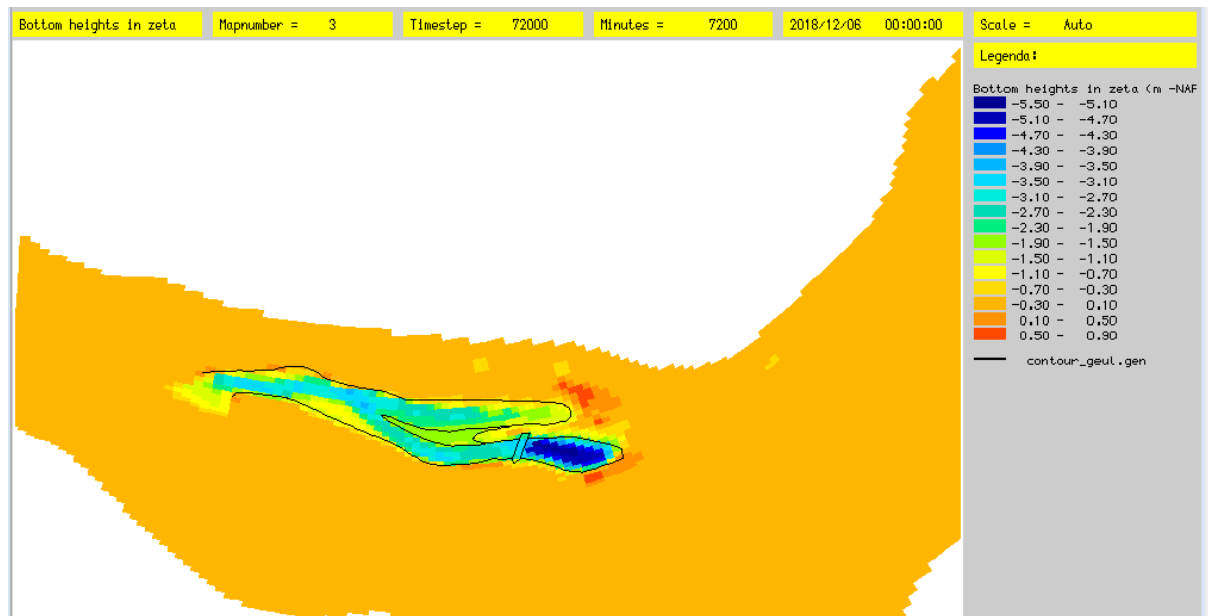 Bottom heights in zeta Mapnumber = 3 Timestep = 72000 Minutes = 7200 2018/12/06 00:00:00 Scale = Auto
Legenda:
Bottom heights in zeta (m -NAP
-5.50 - -5.10
-5.10 - -4.70
-4.70 - -4.30
-4.30 - -3.90
-3.90 - -3.50
-3.50 - -3.10
-3.10 - -2.70
-2.70 - -2.30
-2.30 - -1.90
-1.90 - -1.50
-1.50 - -1.10
-1.10 - -0.70
-0.70 - -0.30
-0.30 - 0.10
0.10 - 0.50
0.50 - 0.90
contour_geul.gen